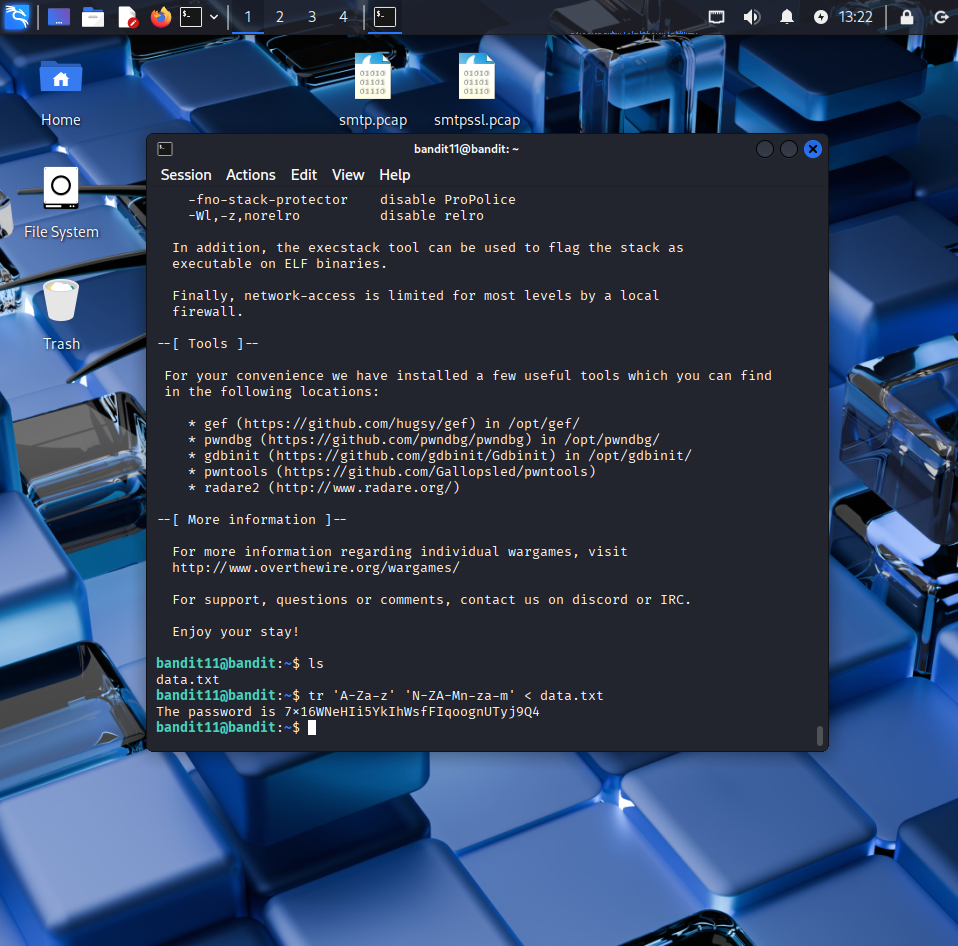 1 2 3 4 13:22
smtp.pcap smtpssl.pcap
Home
File System
Trash
bandit11@bandit: ~
Session Actions Edit View Help
-fno-stack-protector disable ProPolice
-Wl,-z,norelro disable relro
In addition, the execstack tool can be used to flag the stack as
executable on ELF binaries.
Finally, network-access is limited for most levels by a local
firewall.
--[ Tools ]--
For your convenience we have installed a few useful tools which you can find
in the following locations:
* gef (https://github.com/hugsy/gef) in /opt/gef/
* pwndbg (https://github.com/pwndbg/pwndbg) in /opt/pwndbg/
* gdbinit (https://github.com/gdbinit/Gdbinit) in /opt/gdbinit/
* pwntools (https://github.com/Gallopsled/pwntools)
* radare2 (http://www.radare.org/)
--[ More information ]--
For more information regarding individual wargames, visit
http://www.overthewire.org/wargames/
For support, questions or comments, contact us on discord or IRC.
Enjoy your stay!
bandit11@bandit:~$ ls
data.txt
bandit11@bandit:~$ tr 'A-Za-z' 'N-ZA-Mn-za-m' < data.txt
The password is 7x16WNeHIi5YkIhWsfFIqoognUTyj9Q4
bandit11@bandit:~$